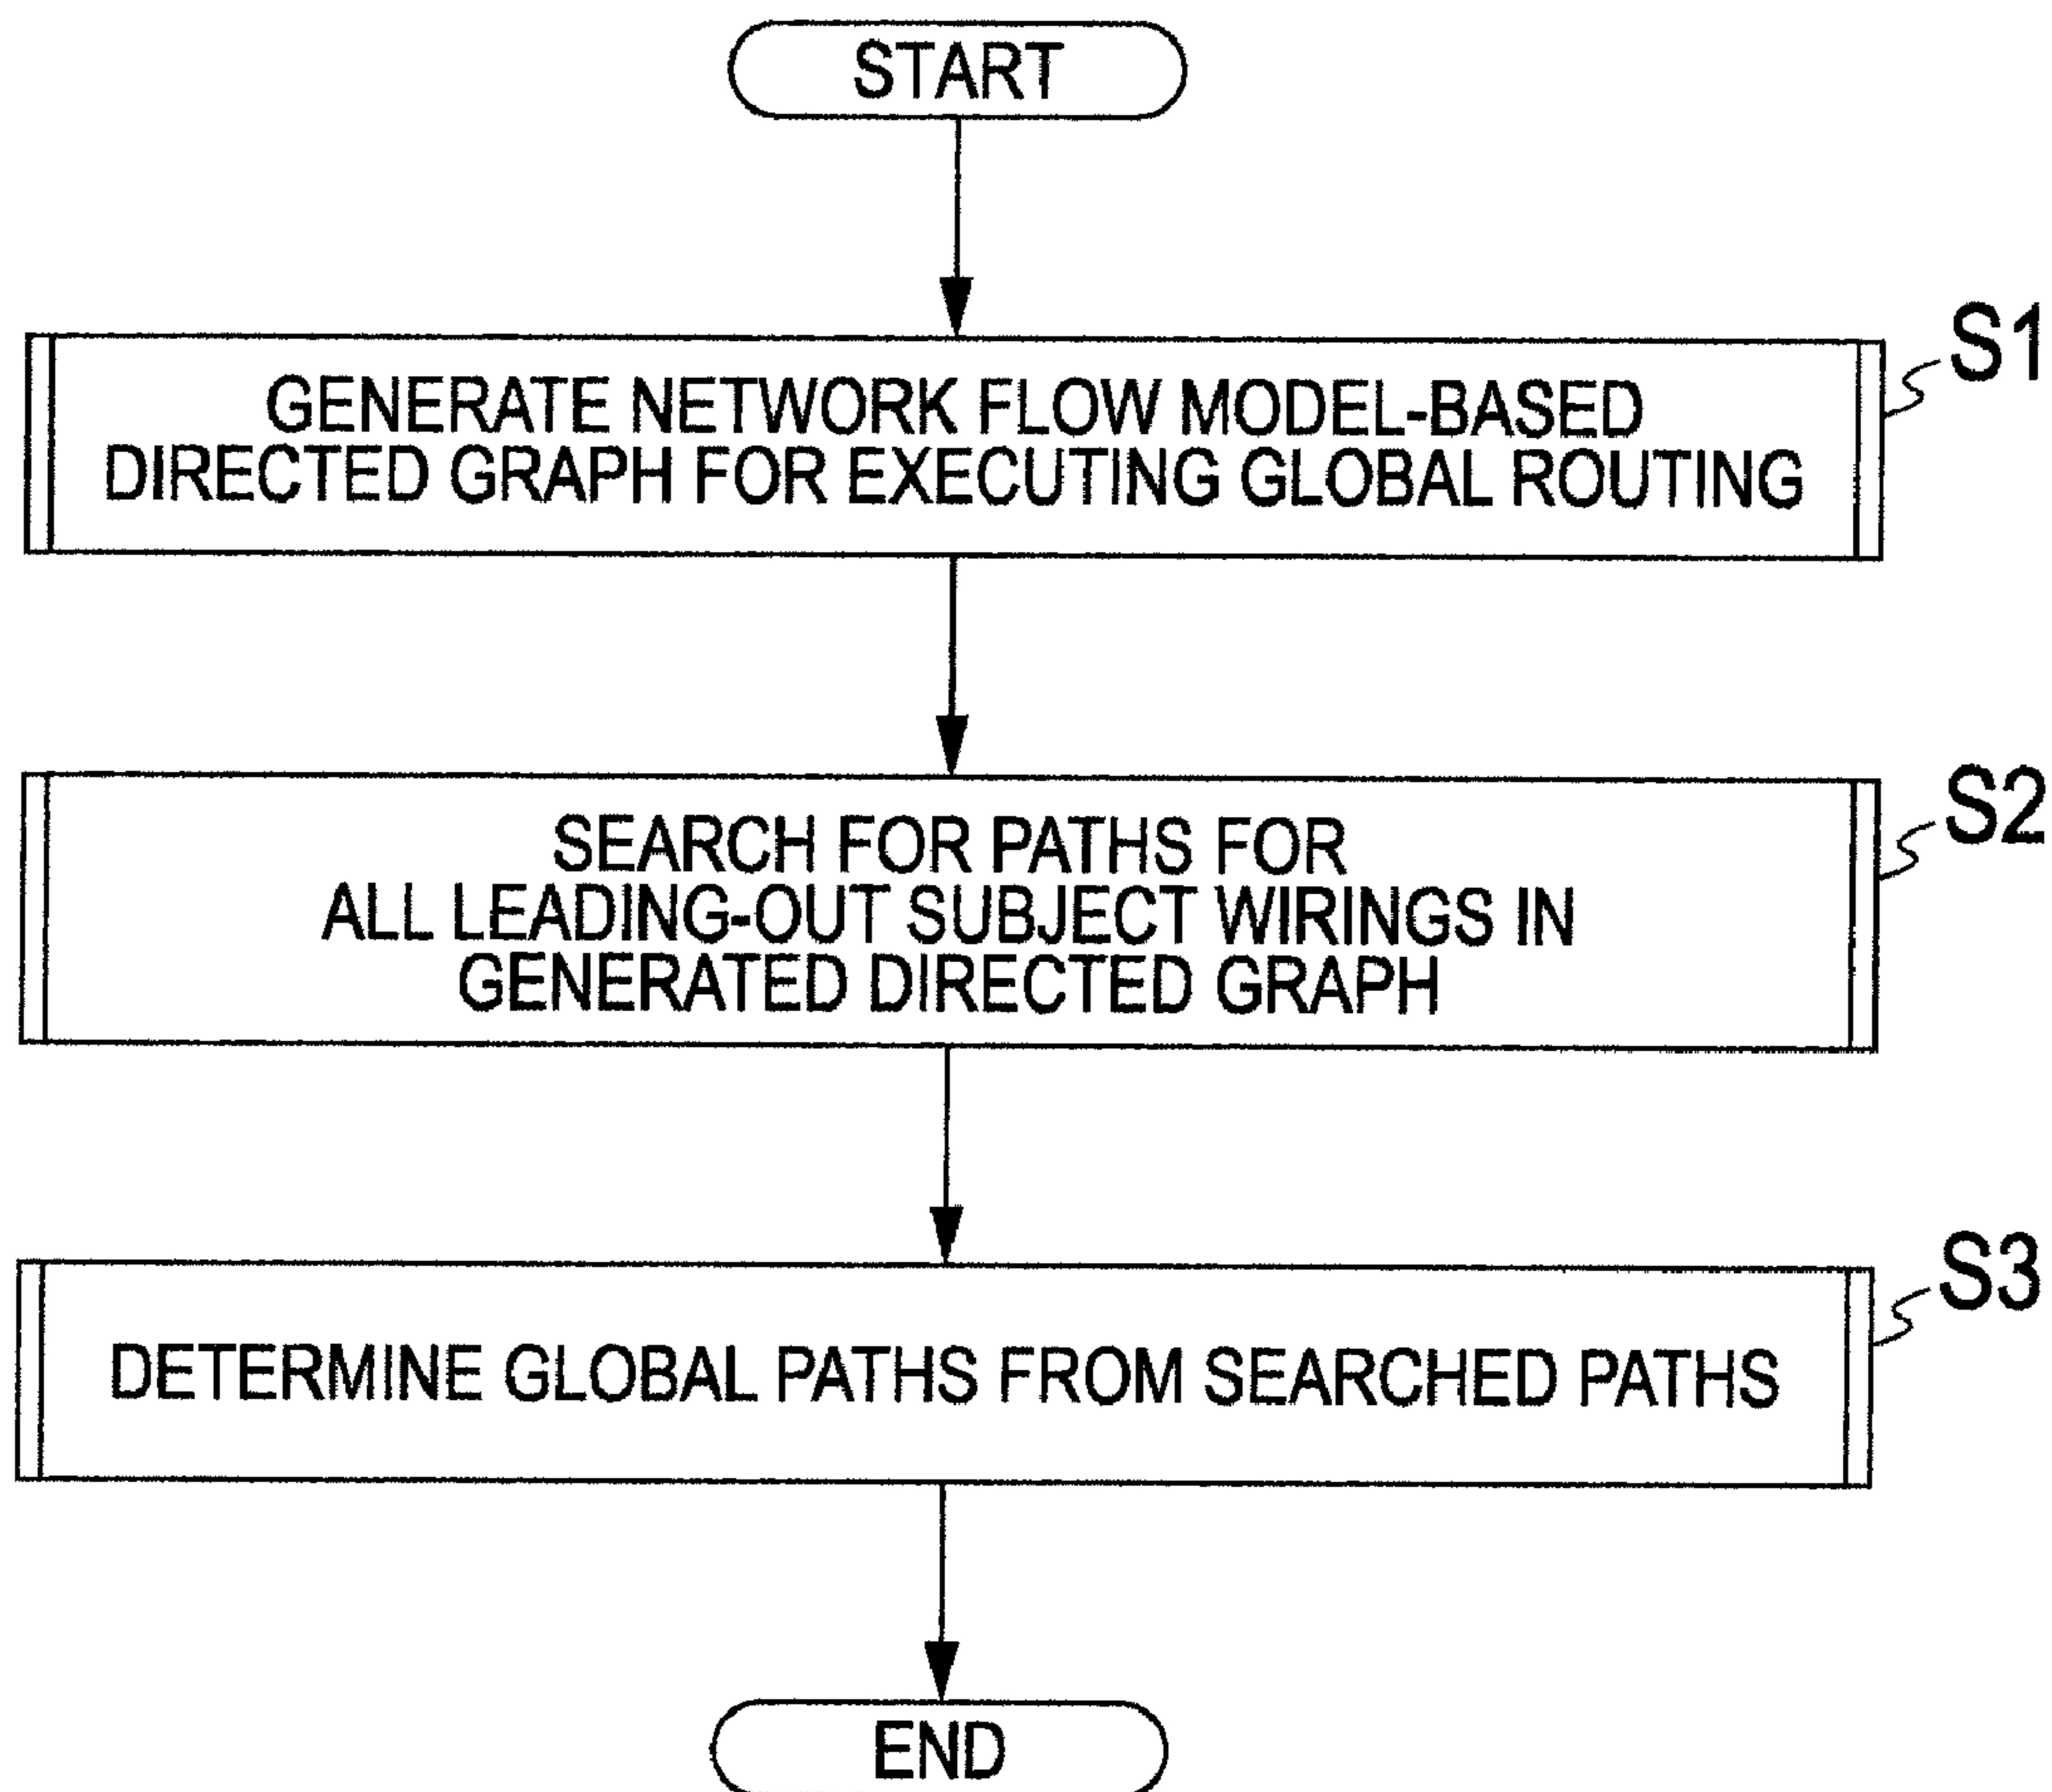 START
S1
GENERATE NETWORK FLOW MODEL-BASED
DIRECTED GRAPH FOR EXECUTING GLOBAL ROUTING
S2
SEARCH FOR PATHS FOR
ALL LEADING-OUT SUBJECT WIRINGS IN
GENERATED DIRECTED GRAPH
S3
DETERMINE GLOBAL PATHS FROM SEARCHED PATHS
END